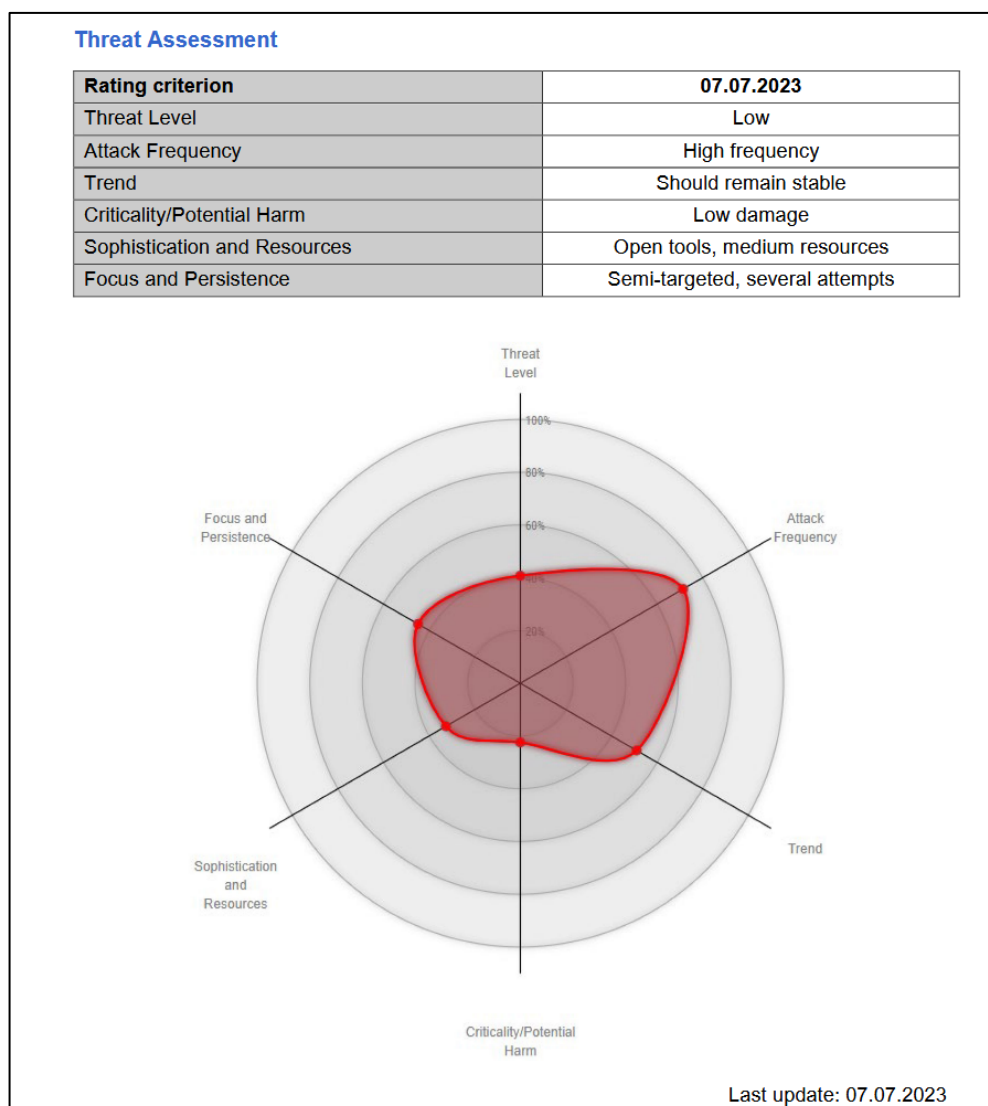 Threat Assessment
Rating criterion 07.07.2023
Threat Level Low
Attack Frequency High frequency
Trend Should remain stable
Criticality/Potential Harm Low damage
Sophistication and Resources Open tools, medium resources
Focus and Persistence Semi-targeted, several attempts
Threat
Level
100%
80%
Focus and
Persistence
Attack
Frequency
60%
40%
20%
Sophistication
and
Resources
Trend
Criticality/Potential
Harm
Last update: 07.07.2023